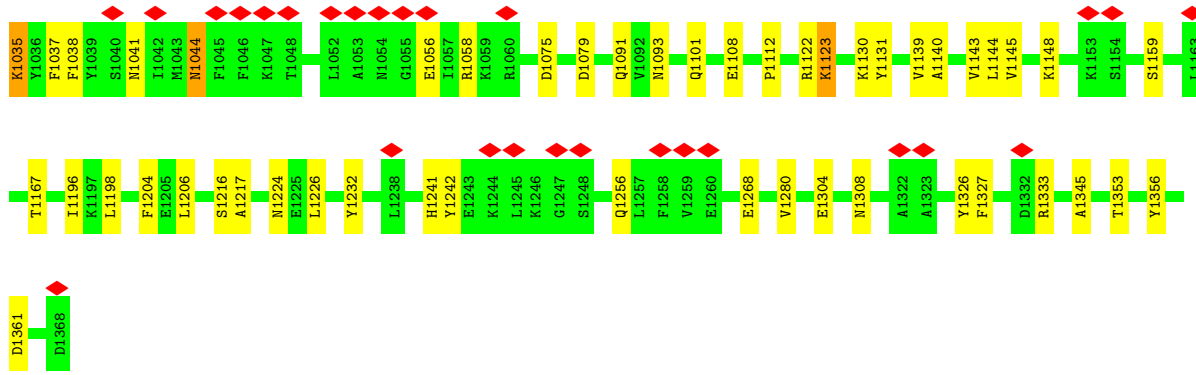 K1035 Y1036 F1037 F1038 Y1039 S1040 N1041 I1042 M1043 N1044 F1045 F1046 K1047 T1048 L1052 A1053 N1054 G1055 E1056 I1057 R1058 K1059 R1060 D1075 D1079 Q1091 V1092 N1093 Q1101 E1108 P1112 R1122 K1123 K1130 Y1131 V1139 A1140 V1143 L1144 V1145 K1148 K1153 S1154 S1159 L1163
T1167 I1196 K1197 L1198 F1204 E1205 L1206 S1216 A1217 N1224 E1225 L1226 Y1232 L1238 H1241 Y1242 E1243 K1244 L1245 K1246 G1247 S1248 Q1256 L1257 F1258 V1259 E1260 E1268 V1280 E1304 N1308 A1322 A1323 Y1326 F1327 D1332 R1333 A1345 T1353 Y1356
D1361 D1368